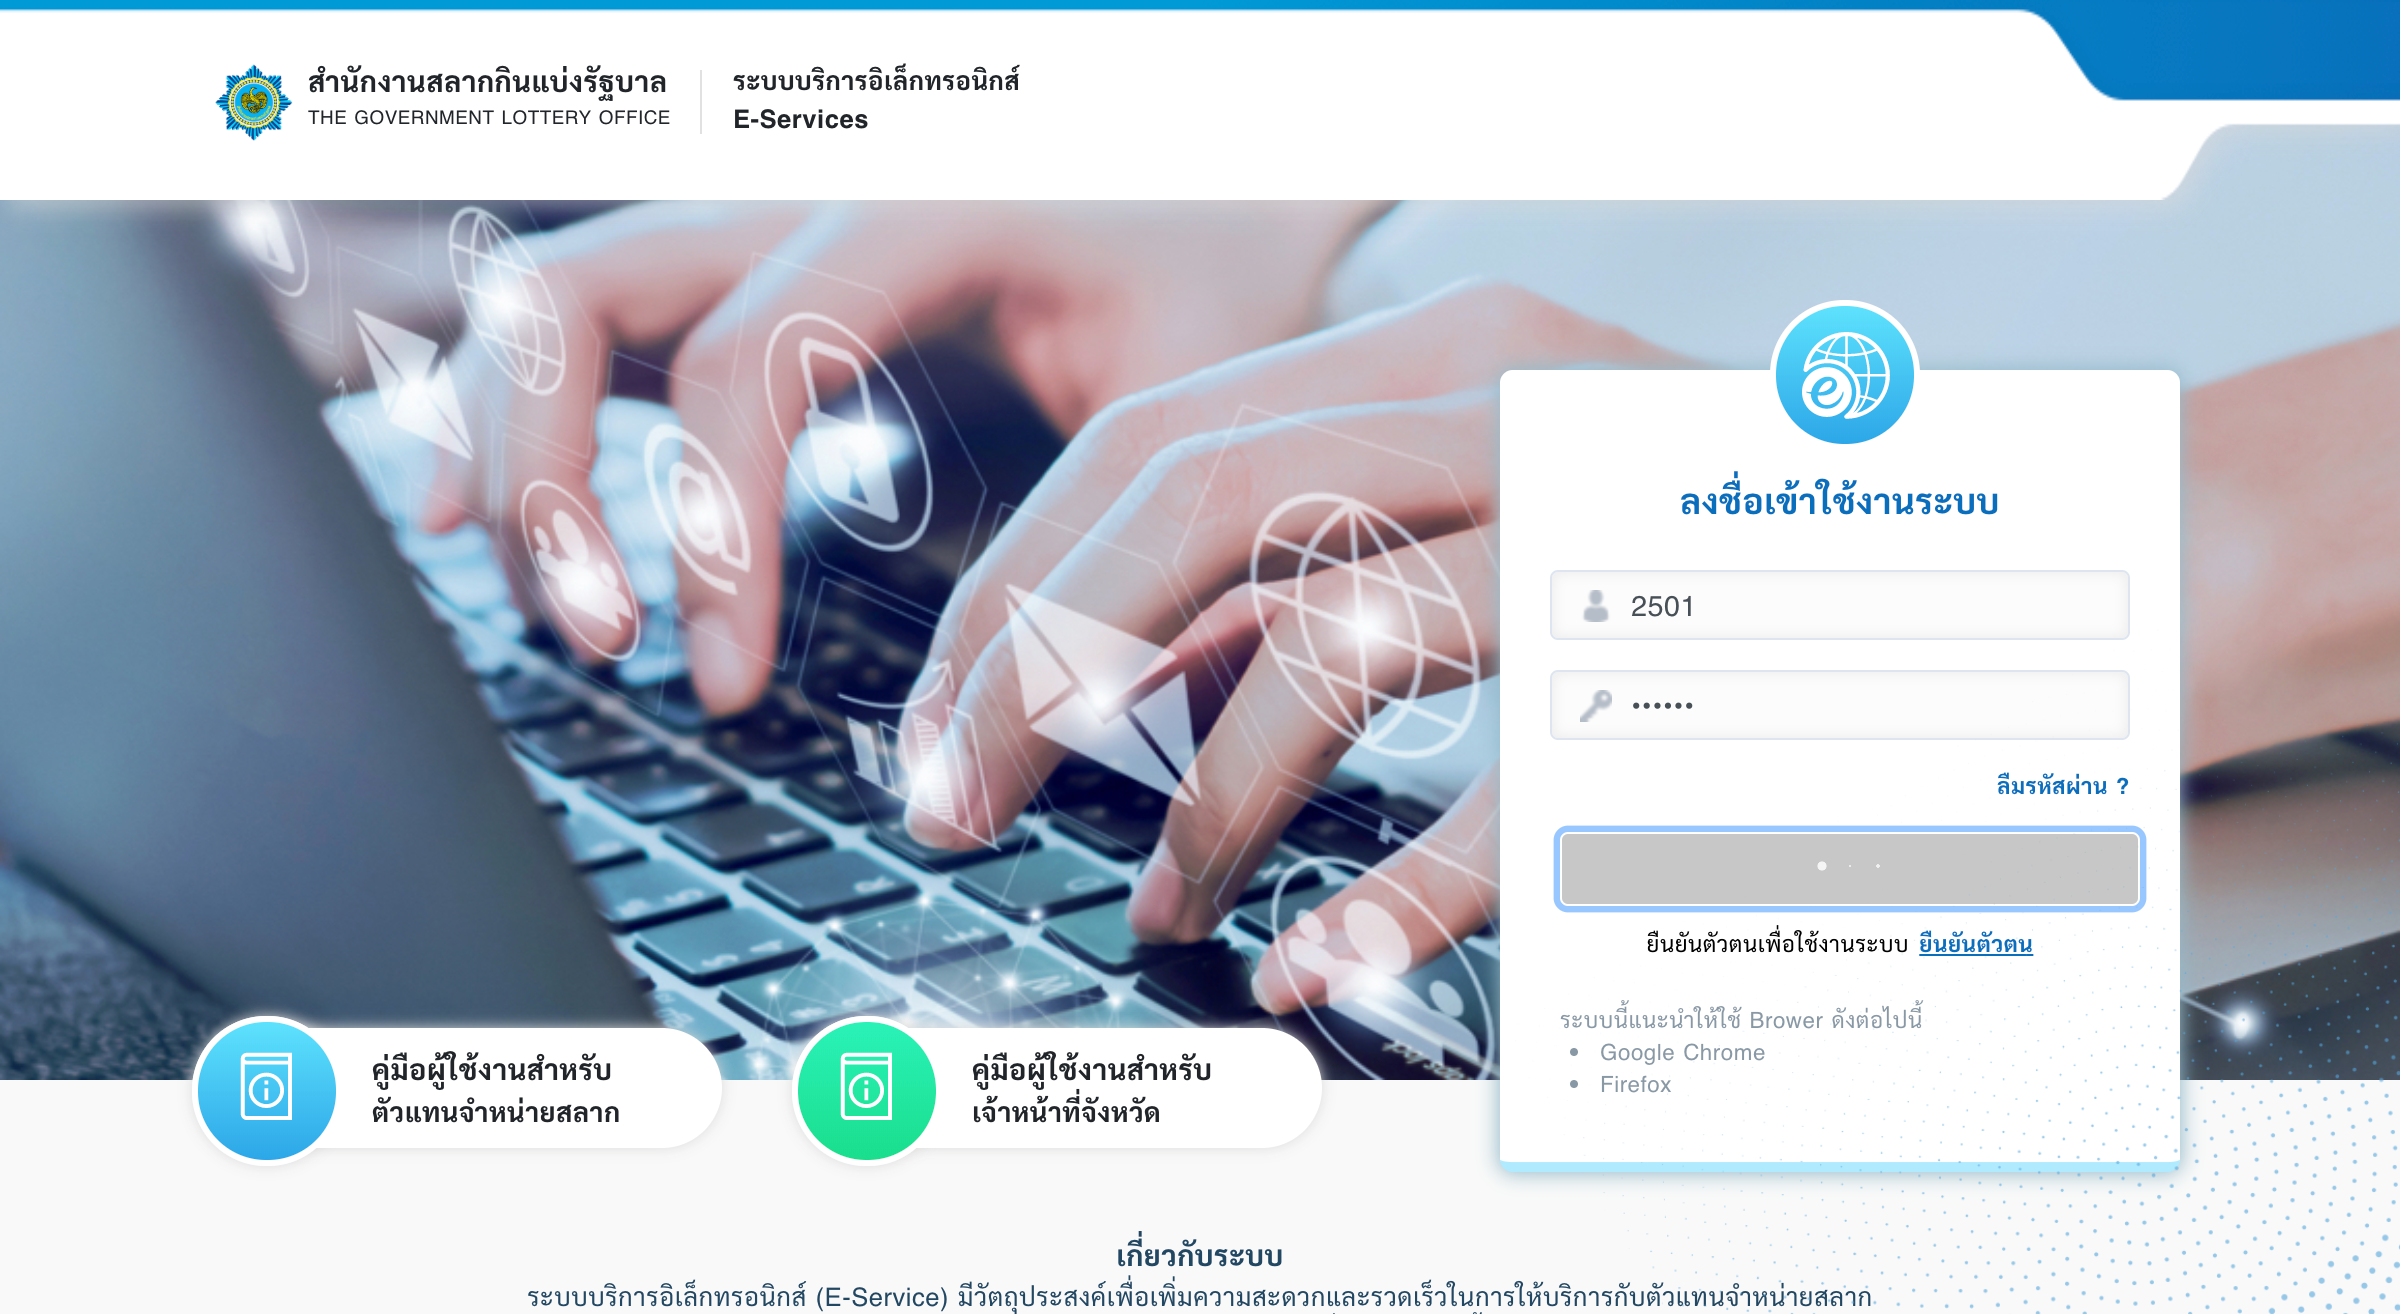 สำนักงานสลากกินแบ่งรัฐบาล
THE GOVERNMENT LOTTERY OFFICE
ระบบบริการอิเล็กทรอนิกส์
E-Services
ลงชื่อเข้าใช้งานระบบ
2501
••••••
ลืมรหัสผ่าน ?
ยืนยันตัวตนเพื่อใช้งานระบบ ยืนยันตัวตน
ระบบนี้แนะนำให้ใช้ Brower ดังต่อไปนี้
• Google Chrome
• Firefox
คู่มือผู้ใช้งานสำหรับ
ตัวแทนจำหน่ายสลาก
คู่มือผู้ใช้งานสำหรับ
เจ้าหน้าที่จังหวัด
เกี่ยวกับระบบ
ระบบบริการอิเล็กทรอนิกส์ (E-Service) มีวัตถุประสงค์เพื่อเพิ่มความสะดวกและรวดเร็วในการให้บริการกับตัวแทนจำหน่ายสลาก